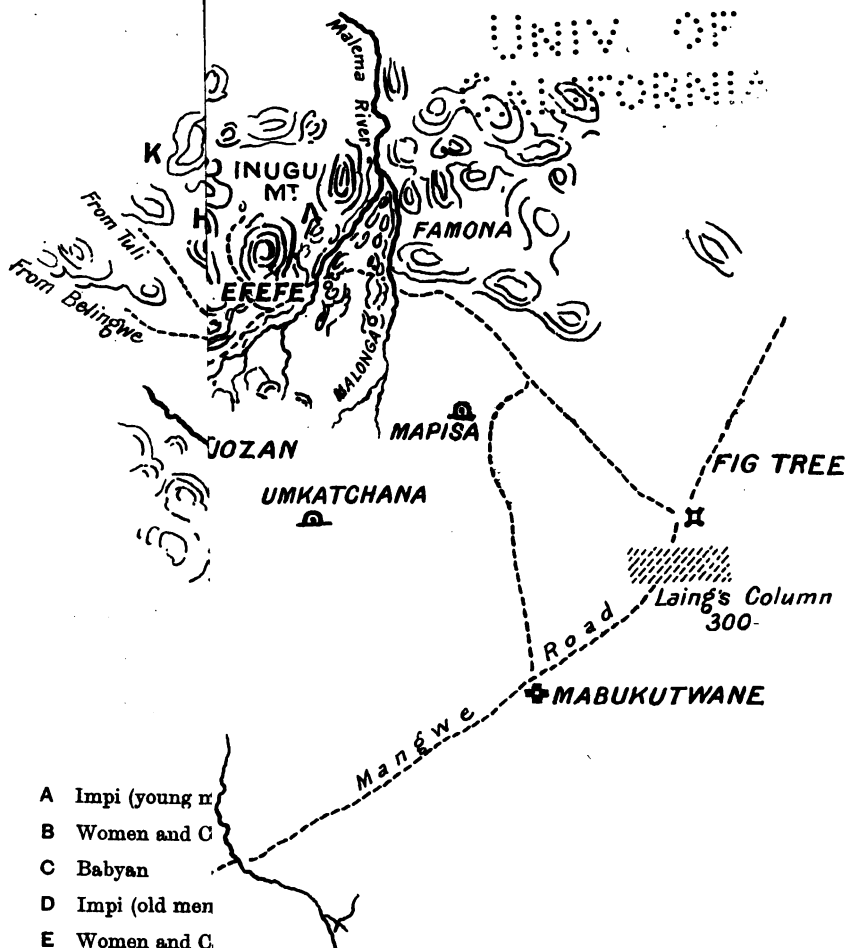 UNIV. OF
CALIFORNIA
Malema River
K
INUGU
MT.
A
H
From Tuli
FAMONA
From Belingwe
EFEFE
MALONGA
MAPISA
JOZAN
FIG TREE
UMKATCHANA
Laing's Column
300
Mangwe Road
MABUKUTWANE
A Impi (young m
B Women and C
C Babyan
D Impi (old men
E Women and C